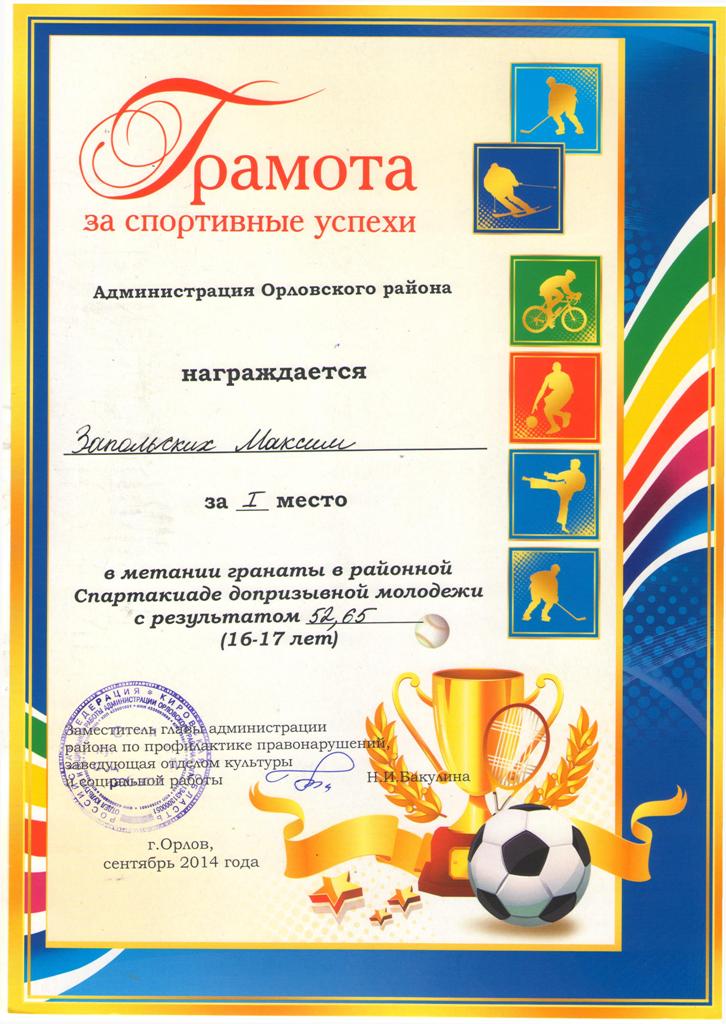 Грамота
за спортивные успехи
Администрация Орловского района
награждается
Запольских Максим
за I место
в метании гранаты в районной
Спартакиаде допризывной молодежи
с результатом 52,65
(16-17 лет)
Заместитель главы администрации
района по профилактике правонарушений,
заведующая отделом культуры
и социальной работы
Н.И.Бакулина
г.Орлов,
сентябрь 2014 года